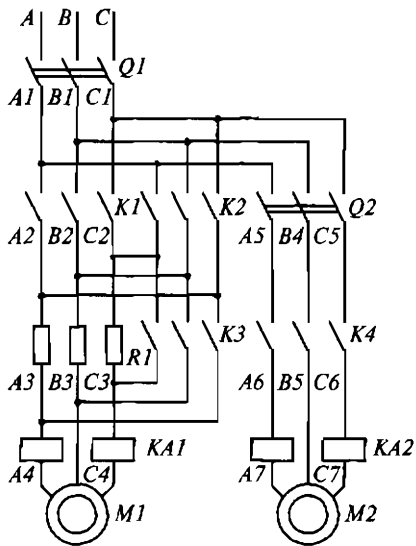 A B C
Q1
A1 B1 C1
A2 B2 C2 K1 K2 A5 B4 C5 Q2
A3 B3 C3 R1 K3 A6 B5 C6 K4
A4 C4 KA1 A7 C7 KA2
M1 M2